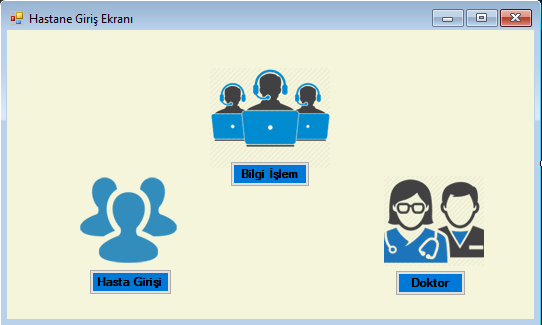 Hastane Giriş Ekranı
Bilgi İşlem
Hasta Girişi
Doktor